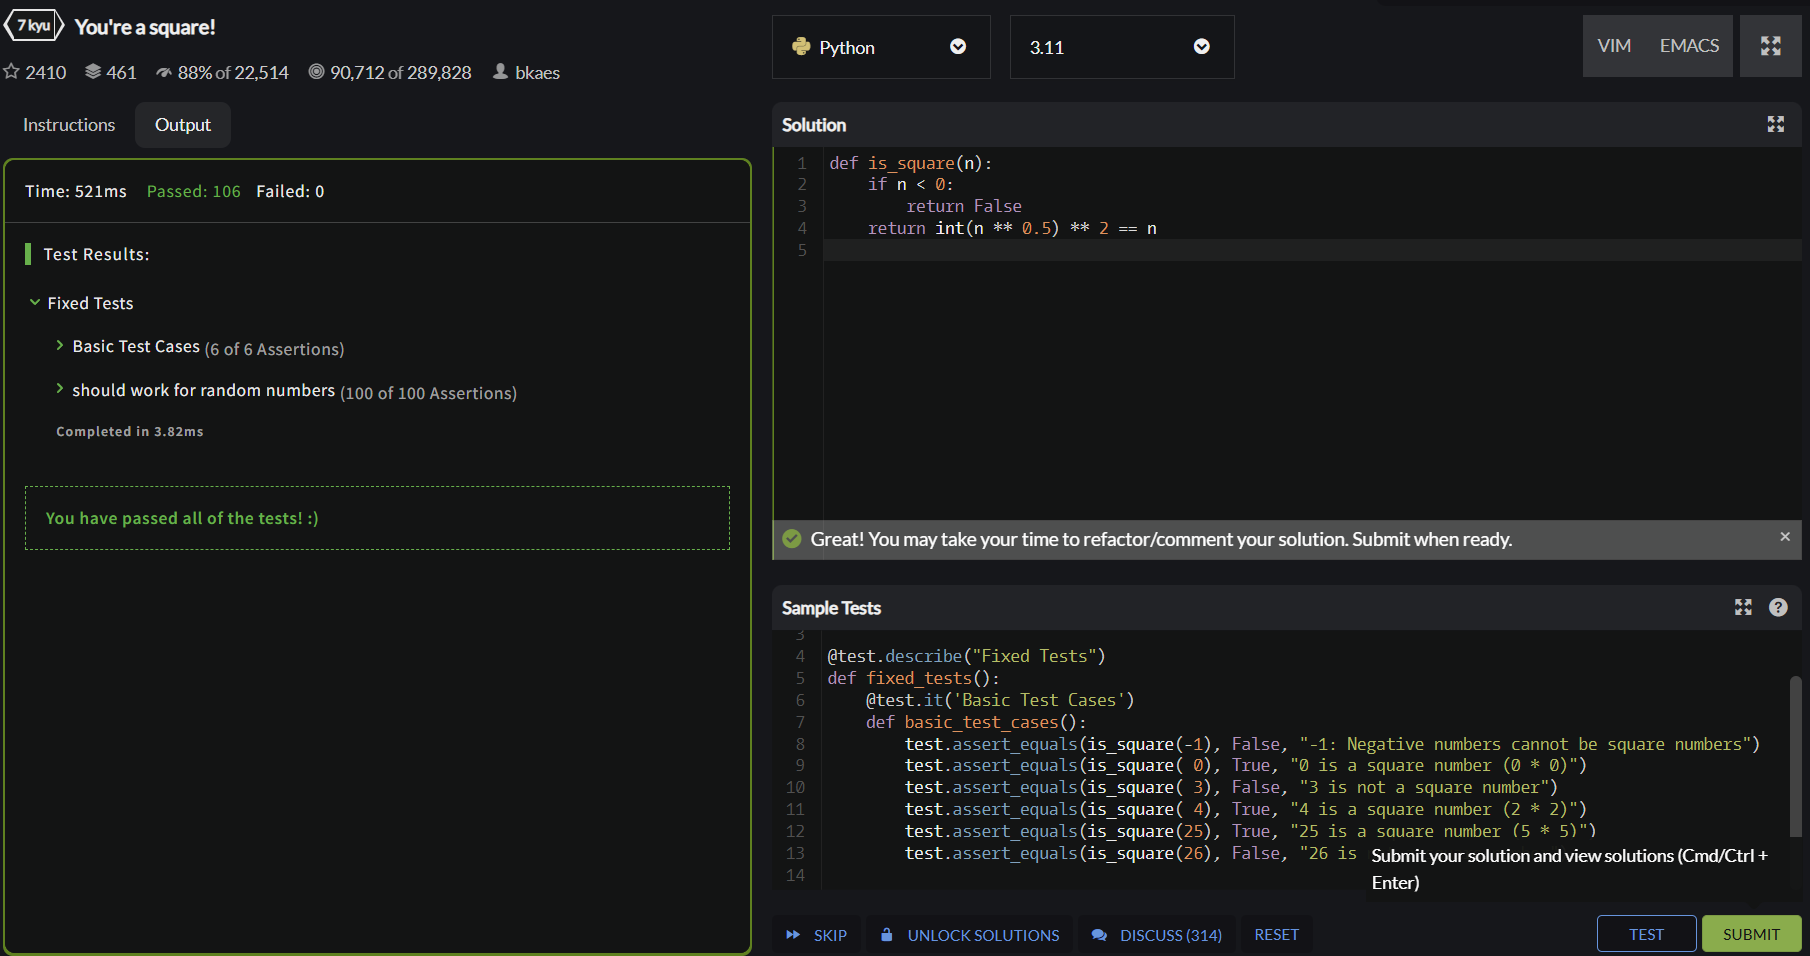 7 kyu You're a square!
2410 461 88% of 22,514 90,712 of 289,828 bkaes
Instructions Output
Time: 521ms Passed: 106 Failed: 0
Test Results:
Fixed Tests
Basic Test Cases (6 of 6 Assertions)
should work for random numbers (100 of 100 Assertions)
Completed in 3.82ms
You have passed all of the tests! :)
Python 3.11 VIM EMACS
Solution
1 def is_square(n):
2     if n < 0:
3         return False
4     return int(n ** 0.5) ** 2 == n
5
Great! You may take your time to refactor/comment your solution. Submit when ready. ×
Sample Tests ?
3
4 @test.describe("Fixed Tests")
5 def fixed_tests():
6     @test.it('Basic Test Cases')
7     def basic_test_cases():
8         test.assert_equals(is_square(-1), False, "-1: Negative numbers cannot be square numbers")
9         test.assert_equals(is_square( 0), True, "0 is a square number (0 * 0)")
10         test.assert_equals(is_square( 3), False, "3 is not a square number")
11         test.assert_equals(is_square( 4), True, "4 is a square number (2 * 2)")
12         test.assert_equals(is_square(25), True, "25 is a square number (5 * 5)")
13         test.assert_equals(is_square(26), False, "26 is
14
Submit your solution and view solutions (Cmd/Ctrl +
Enter)
SKIP UNLOCK SOLUTIONS DISCUSS (314) RESET TEST SUBMIT